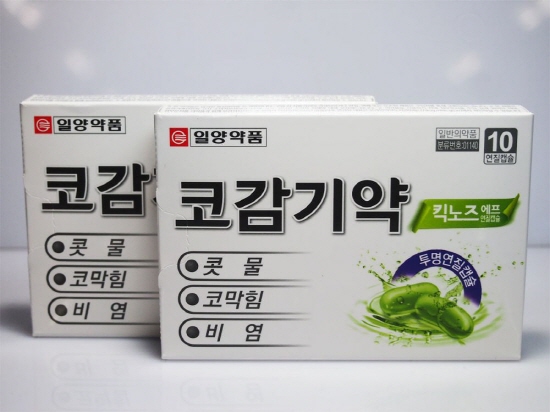 일양약품
코감
콧물
코막힘
비염
일양약품
일반의약품
분류번호:01140
10
연질캡슐
코감기약
킥노즈 에프
연질캡슐
콧물
코막힘
비염
투명연질캡슐